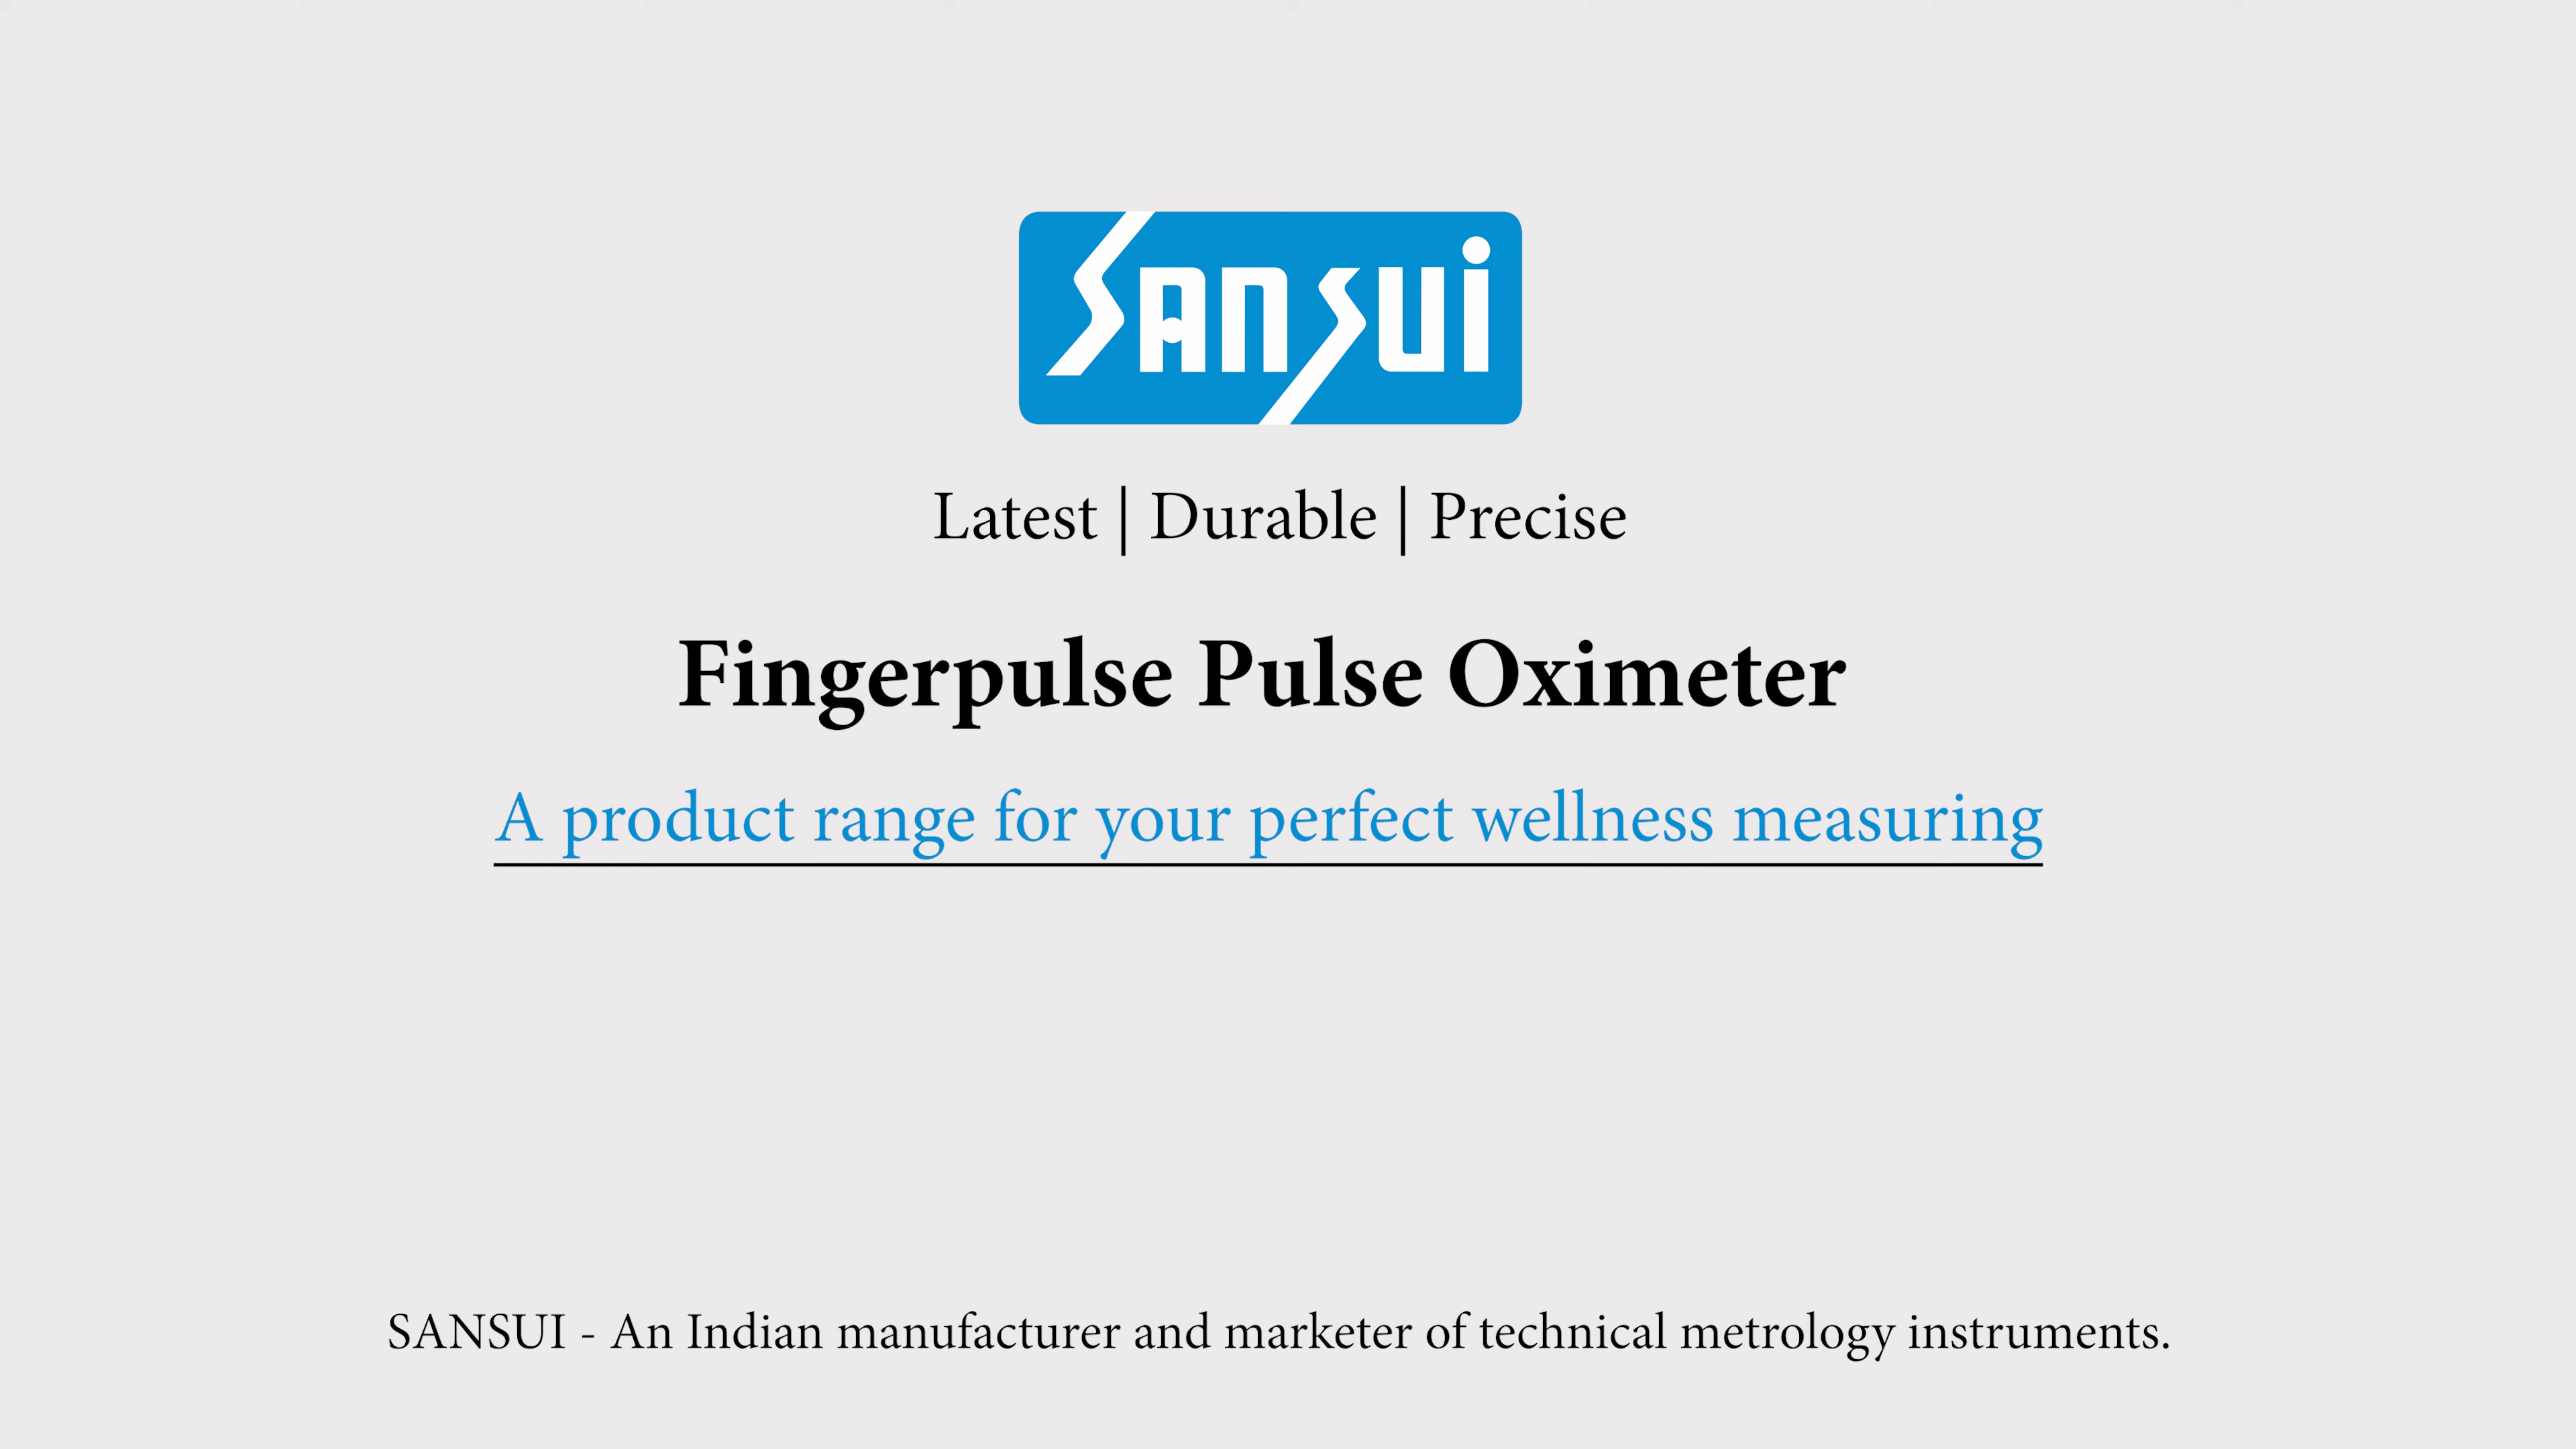 Sansui
Latest | Durable | Precise
Fingerpulse Pulse Oximeter
A product range for your perfect wellness measuring
SANSUI - An Indian manufacturer and marketer of technical metrology instruments.